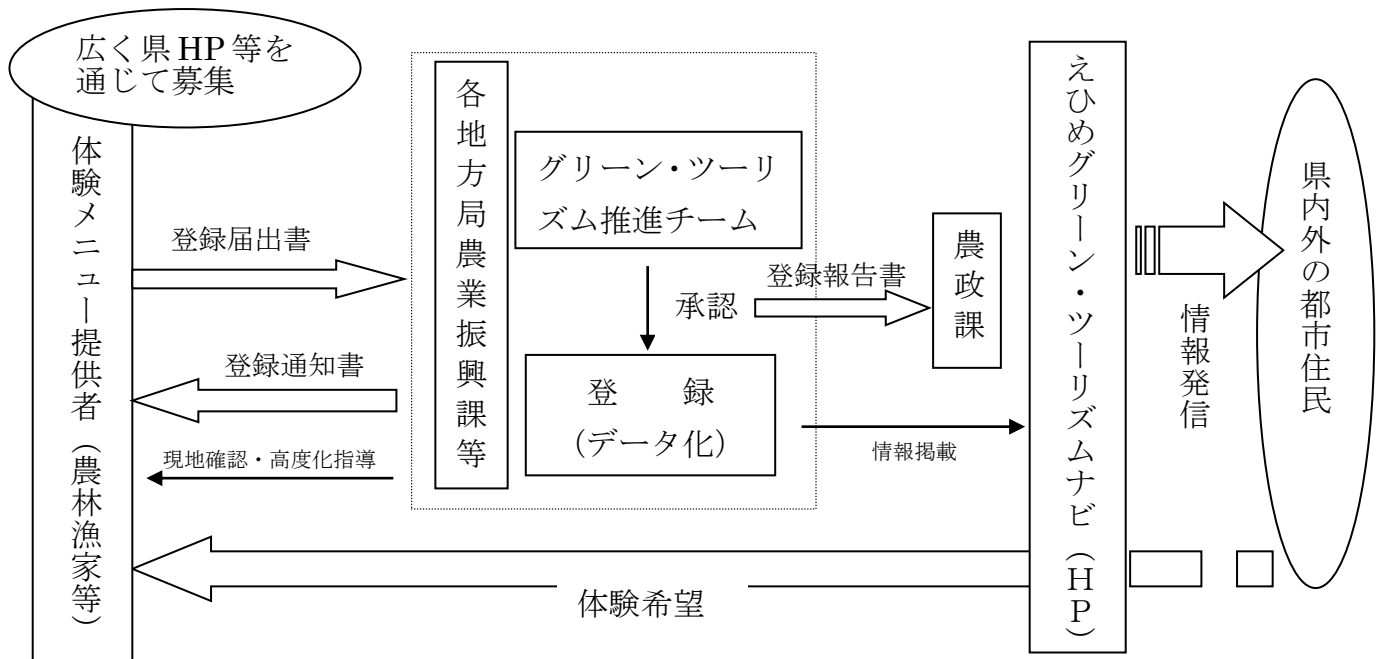 広く県 HP 等を
通じて募集
体験メニュー提供者（農林漁家等）
登録届出書
登録通知書
現地確認・高度化指導
各地方局農業振興課等
グリーン・ツーリ
ズム推進チーム
承認
登　　録
（データ化）
登録報告書
農政課
情報掲載
えひめグリーン・ツーリズムナビ（HP）
情報発信
県内外の都市住民
体験希望